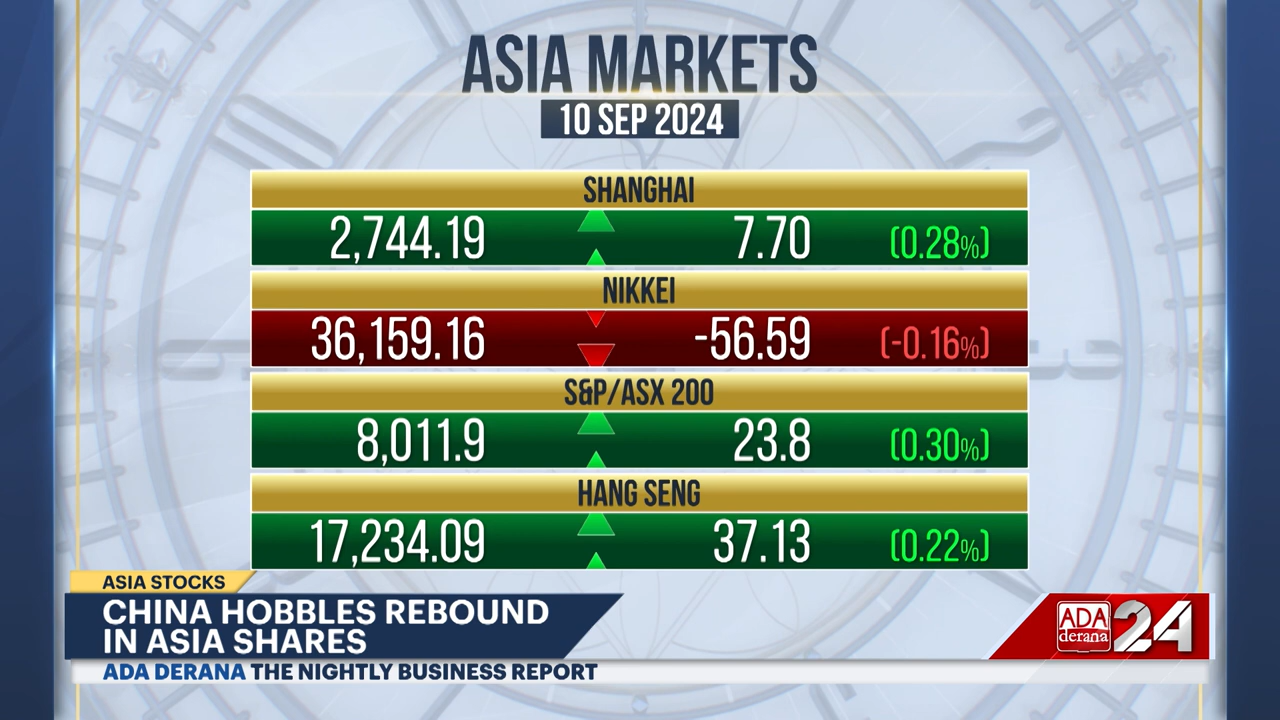 ASIA MARKETS
10 SEP 2024
SHANGHAI
2,744.19 7.70 (0.28%)
NIKKEI
36,159.16 -56.59 (-0.16%)
S&P/ASX 200
8,011.9 23.8 (0.30%)
HANG SENG
17,234.09 37.13 (0.22%)
ASIA STOCKS
CHINA HOBBLES REBOUND
IN ASIA SHARES
ADA DERANA THE NIGHTLY BUSINESS REPORT
ADA
derana
24